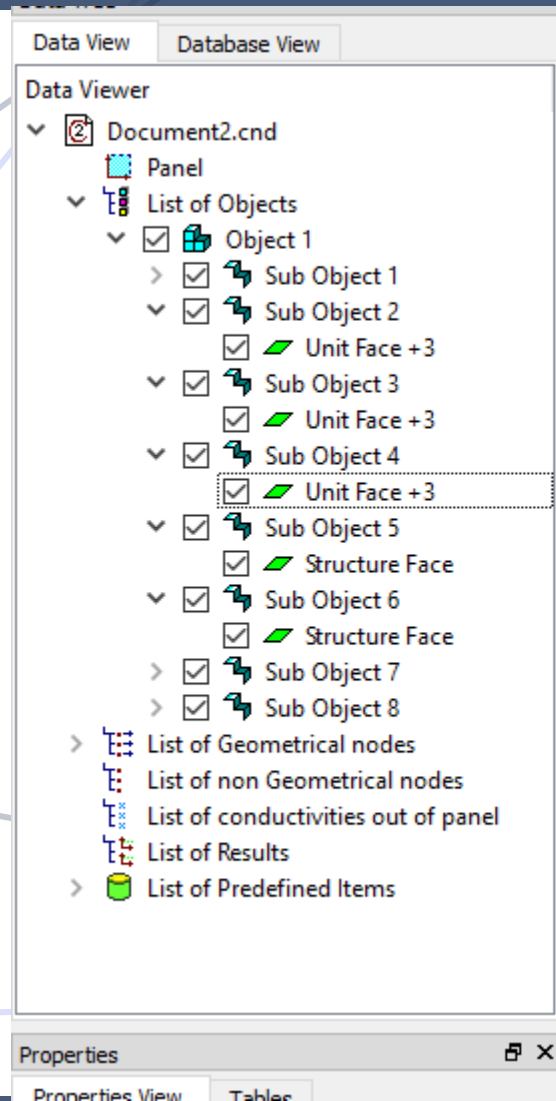 Data View Database View
Data Viewer
Document2.cnd
Panel
List of Objects
Object 1
Sub Object 1
Sub Object 2
Unit Face +3
Sub Object 3
Unit Face +3
Sub Object 4
Unit Face +3
Sub Object 5
Structure Face
Sub Object 6
Structure Face
Sub Object 7
Sub Object 8
List of Geometrical nodes
List of non Geometrical nodes
List of conductivities out of panel
List of Results
List of Predefined Items
Properties
Properties View Tables